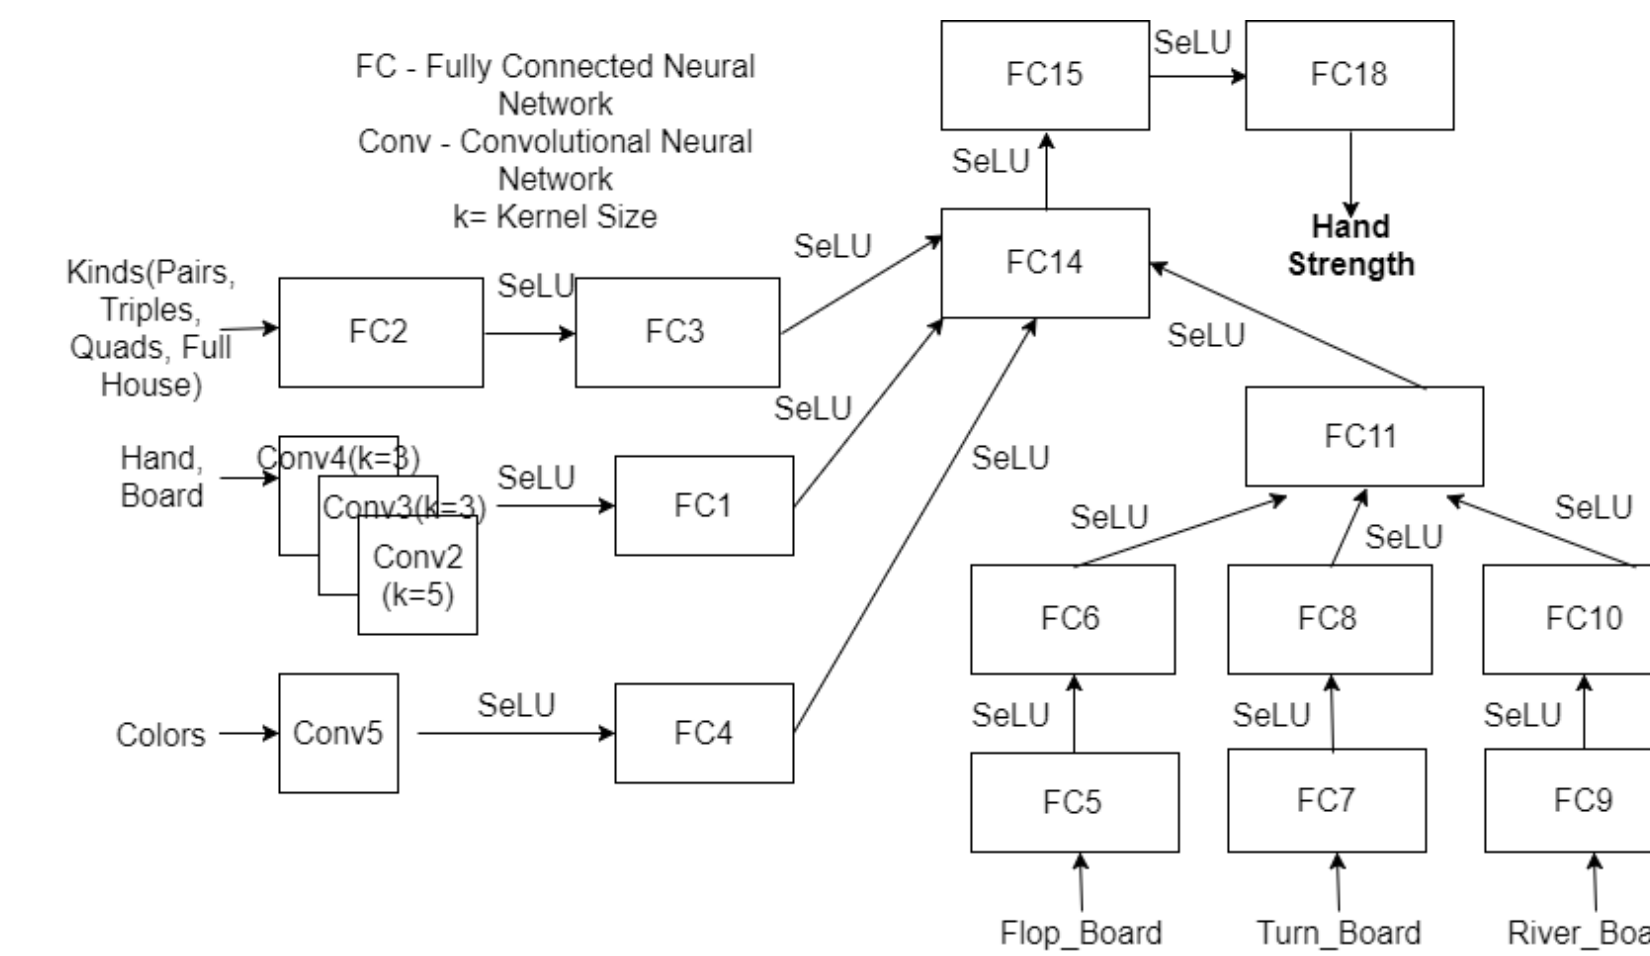 FC - Fully Connected Neural
Network
Conv - Convolutional Neural
Network
k= Kernel Size
FC15
SeLU
FC18
SeLU
Hand
Strength
FC14
SeLU
Kinds(Pairs,
Triples,
Quads, Full
House)
FC2
SeLU
FC3
SeLU
SeLU
FC11
Hand,
Board
Conv4(k=3)
Conv3(k=3)
Conv2
(k=5)
SeLU
FC1
SeLU
SeLU
SeLU
SeLU
FC6
FC8
FC10
Colors
Conv5
SeLU
FC4
SeLU
SeLU
SeLU
FC5
FC7
FC9
Flop_Board
Turn_Board
River_Boa